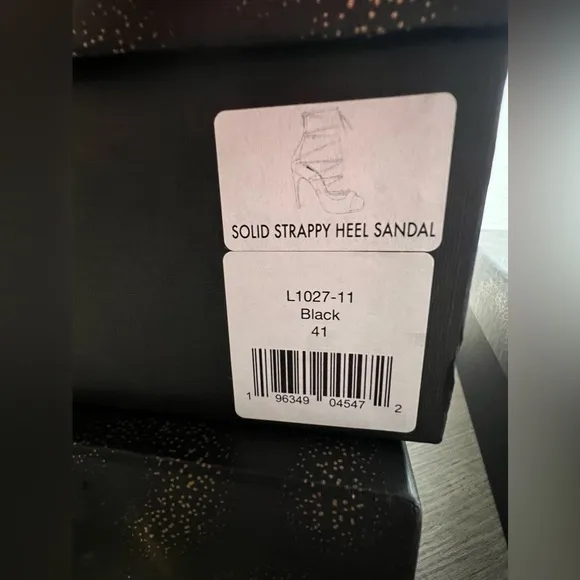 SOLID STRAPPY HEEL SANDAL
L1027-11
Black
41
1 96349 04547 2